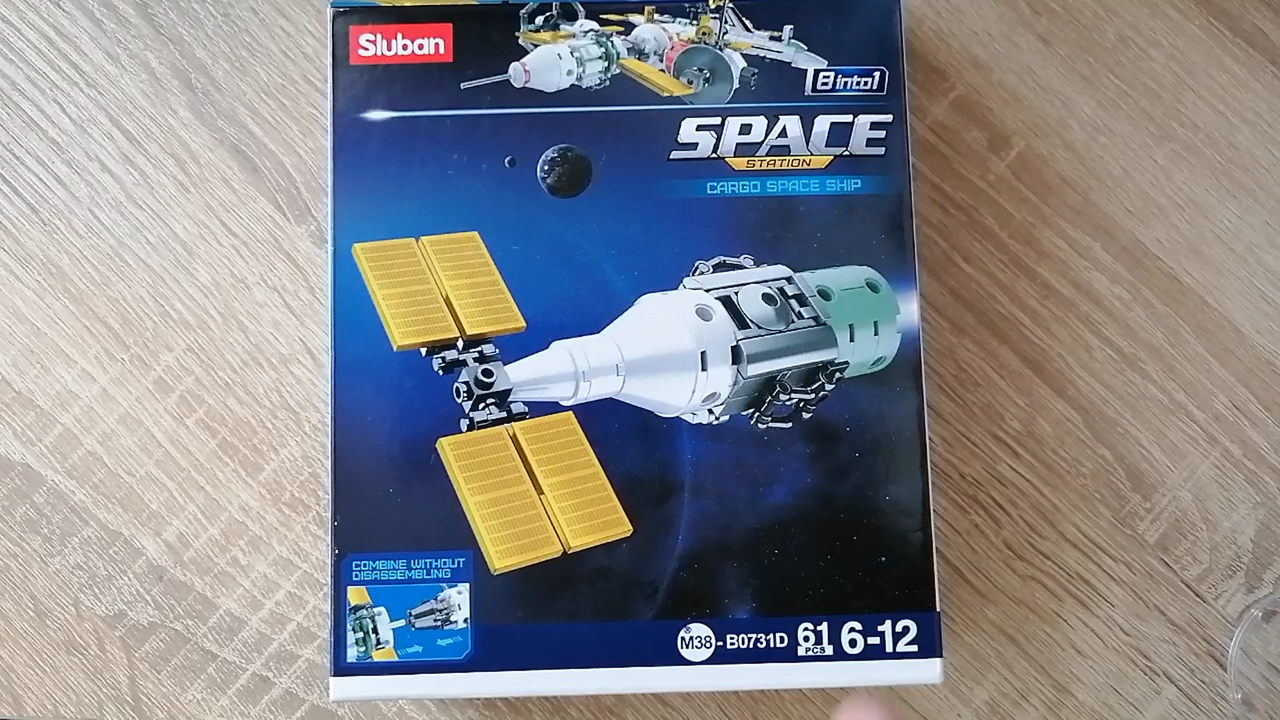 Sluban
8 into 1
SPACE
STATION
CARGO SPACE SHIP
COMBINE WITHOUT
DISASSEMBLING
M38 - B0731D 61 PCS 6-12